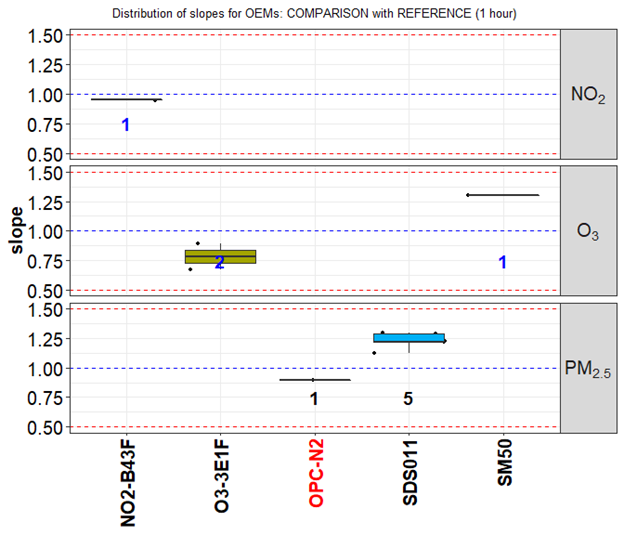 Distribution of slopes for OEMs: COMPARISON with REFERENCE (1 hour)
slope
1.50
1.25
1.00
0.75
0.50
1
NO₂
1.50
1.25
1.00
0.75
0.50
2
1
O₃
1.50
1.25
1.00
0.75
0.50
1
5
PM₂.₅
NO2-B43F
O3-3E1F
OPC-N2
SDS011
SM50